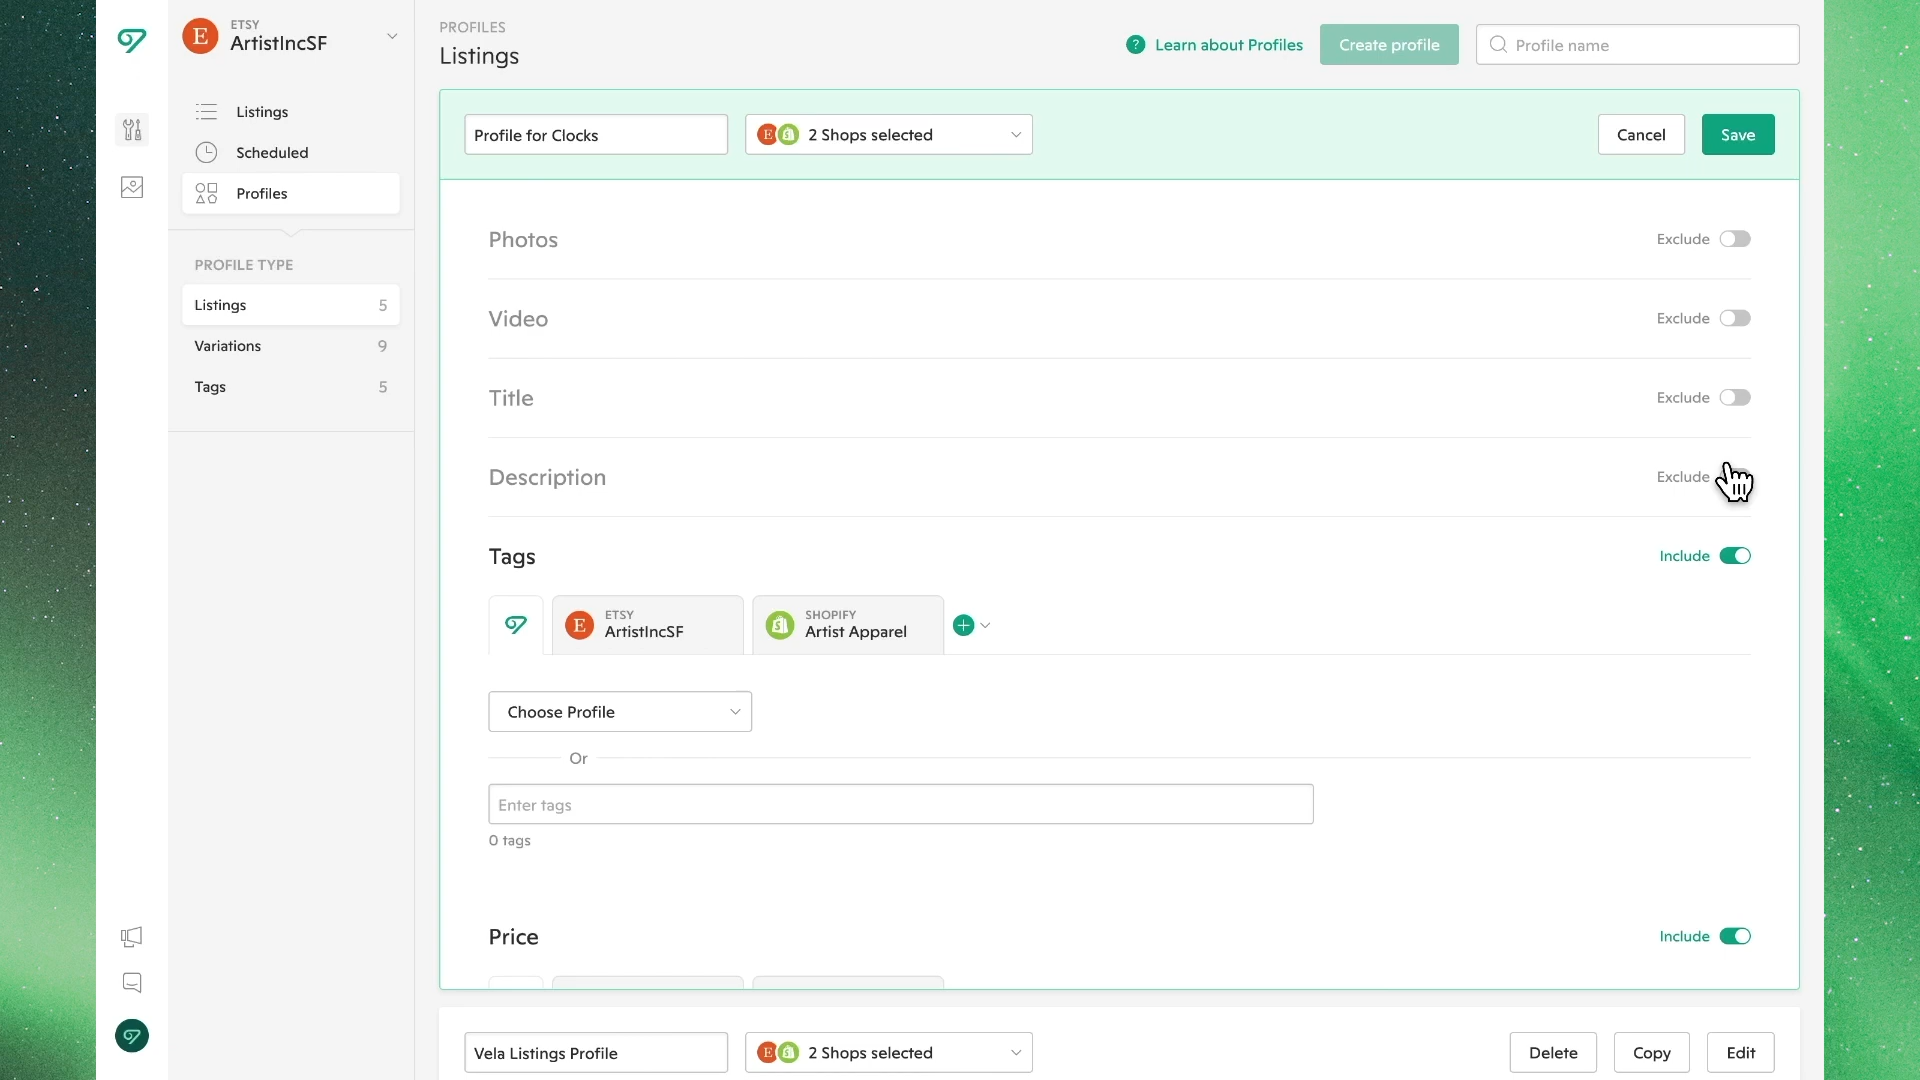 ETSY
ArtistIncSF
Listings
Scheduled
Profiles
PROFILE TYPE
Listings 5
Variations 9
Tags 5
PROFILES
Listings
? Learn about Profiles
Create profile
Profile name
Profile for Clocks
E 2 Shops selected
Cancel
Save
Photos
Exclude
Video
Exclude
Title
Exclude
Description
Exclude
Tags
Include
E ETSY
ArtistIncSF
SHOPIFY
Artist Apparel
Choose Profile
Or
Enter tags
0 tags
Price
Include
Vela Listings Profile
E 2 Shops selected
Delete
Copy
Edit